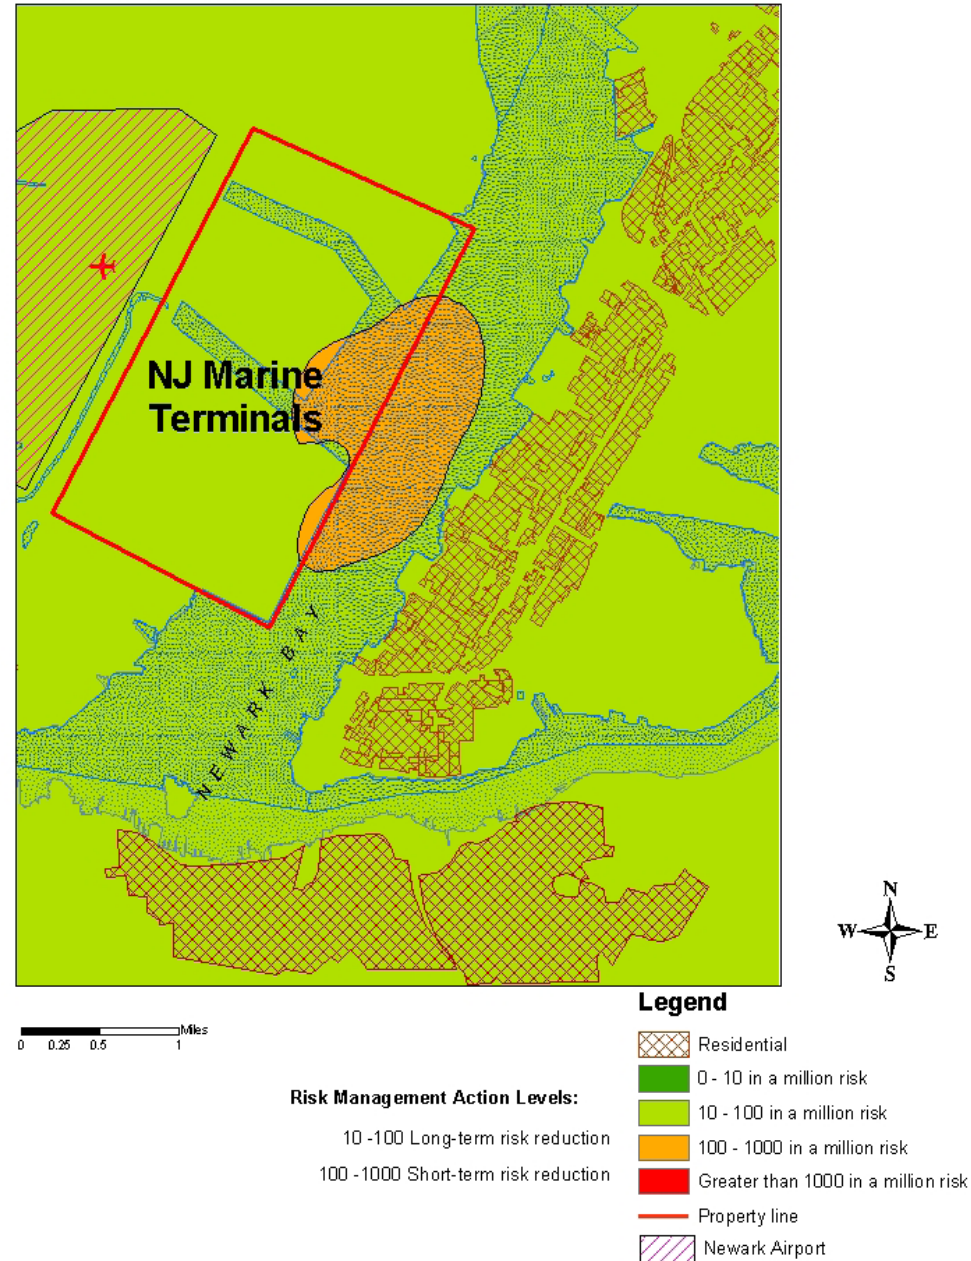 NJ Marine
Terminals
NEWARK BAY
N
W E
S
Miles
0 0.25 0.5 1
Risk Management Action Levels:
10 -100 Long-term risk reduction
100 -1000 Short-term risk reduction
Legend
Residential
0 - 10 in a million risk
10 - 100 in a million risk
100 - 1000 in a million risk
Greater than 1000 in a million risk
Property line
Newark Airport